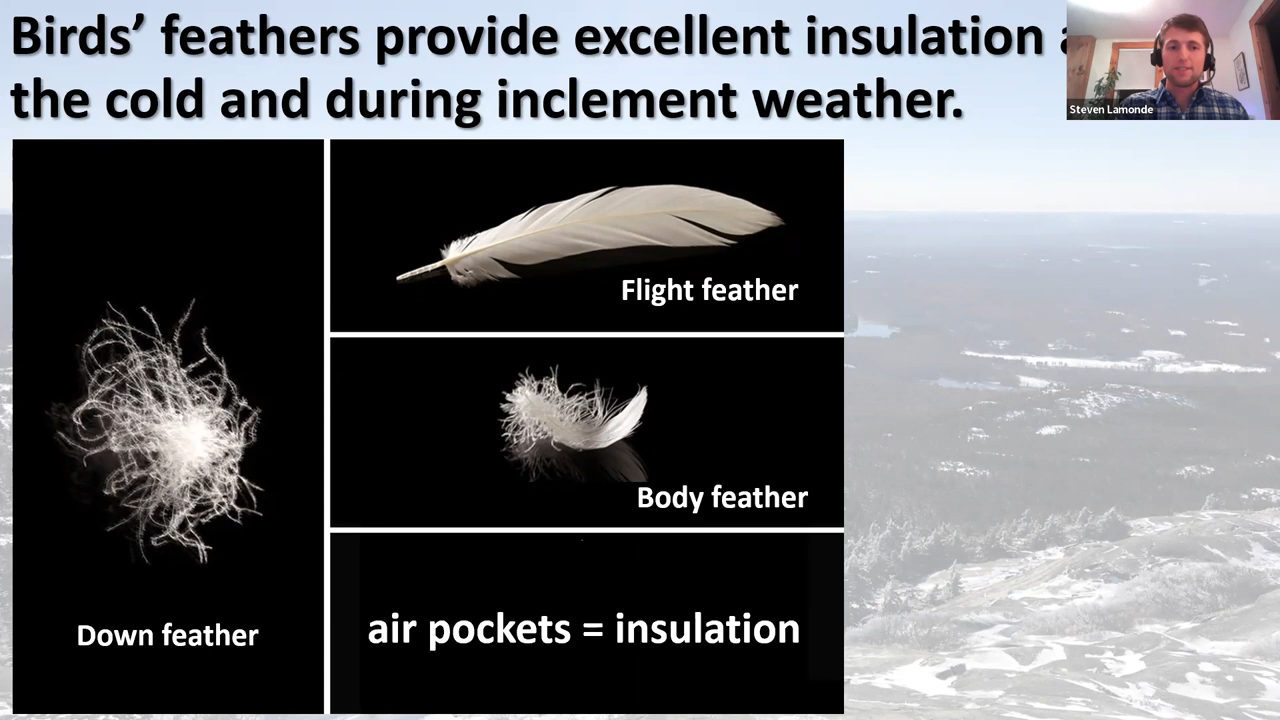 Birds’ feathers provide excellent insulation
the cold and during inclement weather.
Steven Lamonde
Flight feather
Body feather
Down feather
air pockets = insulation